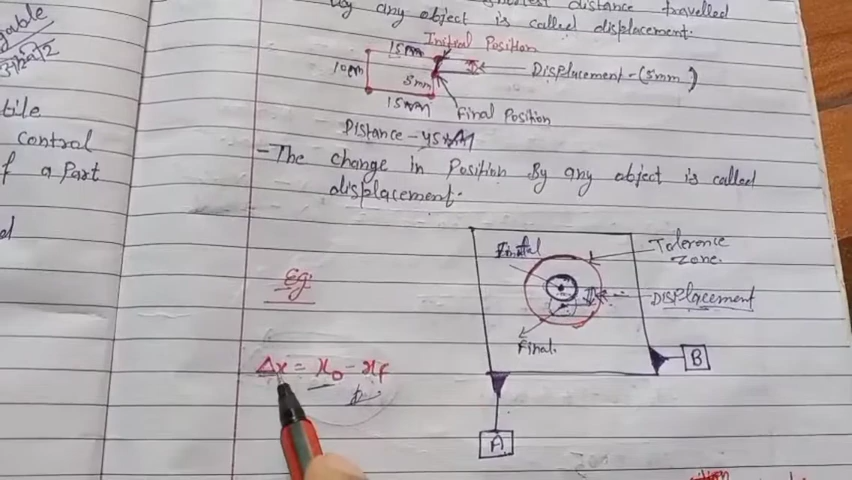 gable
tile
control
f a Part
d
distance travelled
by any object is called displacement.
Initial Position
15mm
10mm
5mm
15mm
Displacement-(5mm)
Final Position
Distance - 45mm
-The change in Position By any object is called
displacement.
Tolerence
Zone.
Eg:
Displacement
Final.
Δx = x₀ - xf
B
A